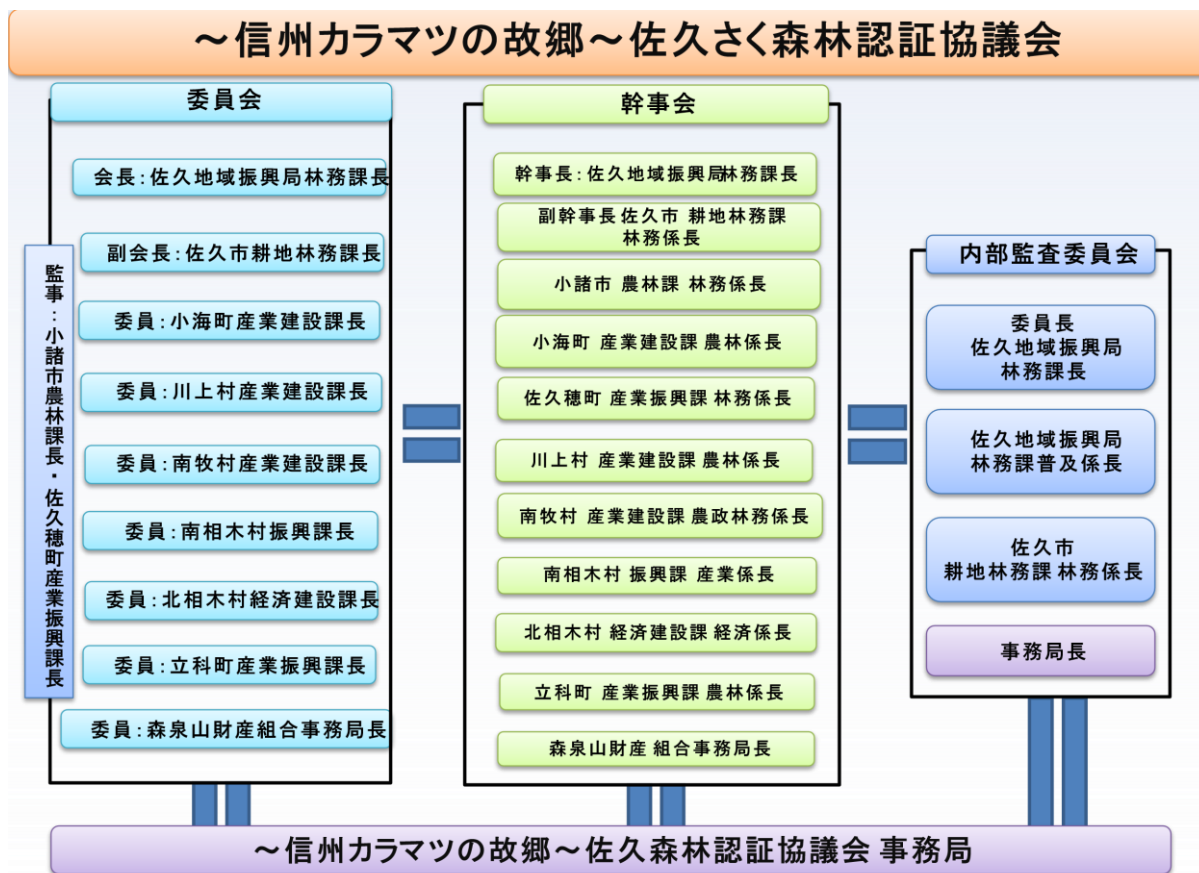 ～信州カラマツの故郷～佐久さく森林認証協議会
委員会
会長：佐久地域振興局林務課長
副会長：佐久市耕地林務課長
監事：小諸市農林課長・佐久穂町産業振興課長
委員：小海町産業建設課長
委員：川上村産業建設課長
委員：南牧村産業建設課長
委員：南相木村振興課長
委員：北相木村経済建設課長
委員：立科町産業振興課長
委員：森泉山財産組合事務局長
幹事会
幹事長：佐久地域振興局林務課長
副幹事長 佐久市 耕地林務課
林務係長
小諸市 農林課 林務係長
小海町 産業建設課 農林係長
佐久穂町 産業振興課 林務係長
川上村 産業建設課 農林係長
南牧村 産業建設課 農政林務係長
南相木村 振興課 産業係長
北相木村 経済建設課 経済係長
立科町 産業振興課 農林係長
森泉山財産 組合事務局長
内部監査委員会
委員長
佐久地域振興局
林務課長
佐久地域振興局
林務課普及係長
佐久市
耕地林務課 林務係長
事務局長
～信州カラマツの故郷～佐久森林認証協議会 事務局